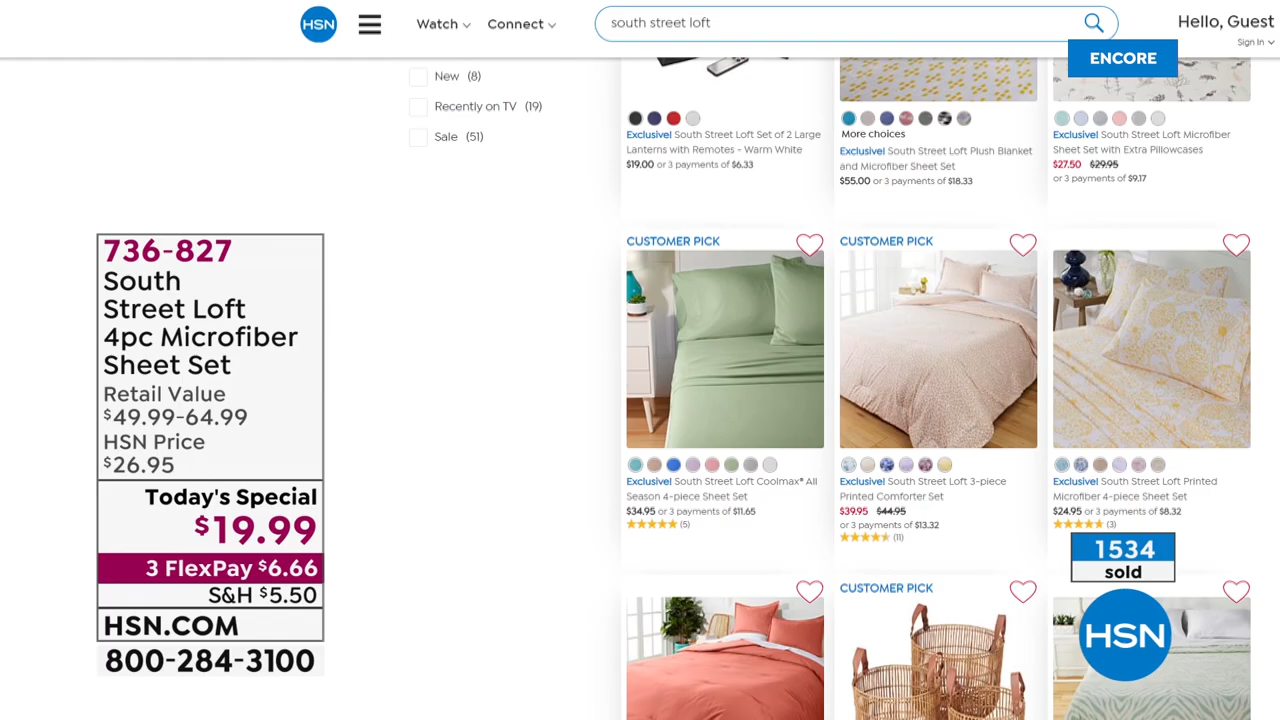 HSN
Watch
Connect
south street loft
Hello, Guest
Sign In
ENCORE
New (8)
Recently on TV (19)
Sale (51)
Exclusive! South Street Loft Set of 2 Large
Lanterns with Remotes - Warm White
$19.00 or 3 payments of $6.33
More choices
Exclusive! South Street Loft Plush Blanket
and Microfiber Sheet Set
$55.00 or 3 payments of $18.33
Exclusive! South Street Loft Microfiber
Sheet Set with Extra Pillowcases
$27.50 $29.95
or 3 payments of $9.17
736-827
South
Street Loft
4pc Microfiber
Sheet Set
Retail Value
$49.99-64.99
HSN Price
$26.95
Today's Special
$19.99
3 FlexPay $6.66
S&H $5.50
HSN.COM
800-284-3100
CUSTOMER PICK
Exclusive! South Street Loft Coolmax® All
Season 4-piece Sheet Set
$34.95 or 3 payments of $11.65
(5)
CUSTOMER PICK
Exclusive! South Street Loft 3-piece
Printed Comforter Set
$39.95 $44.95
or 3 payments of $13.32
(11)
Exclusive! South Street Loft Printed
Microfiber 4-piece Sheet Set
$24.95 or 3 payments of $8.32
(3)
1534
sold
CUSTOMER PICK
HSN